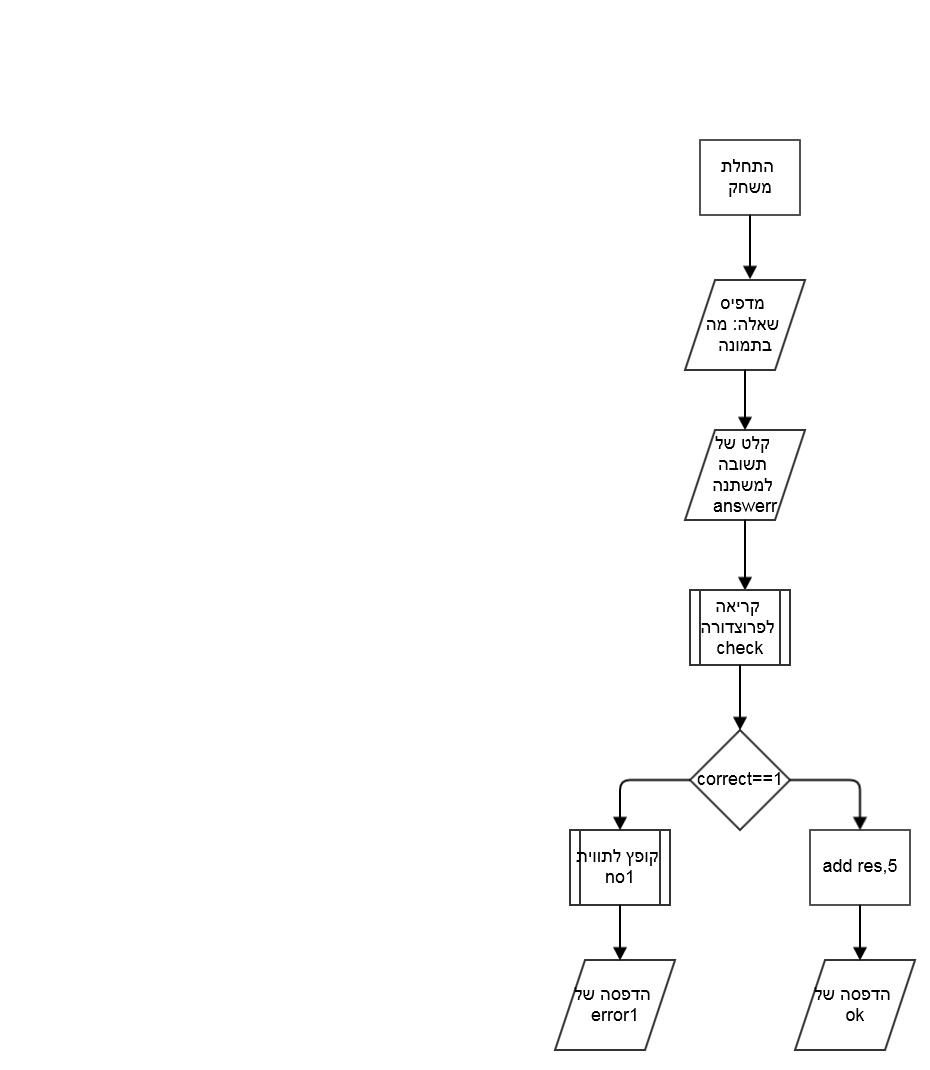 התחלת
משחק
מדפיס
שאלה: מה
בתמונה
קלט של
תשובה
למשתנה
answerr
קריאה
לפרוצדורה
check
correct==1
קופץ לתווית
no1
add res,5
הדפסה של
error1
הדפסה של
ok